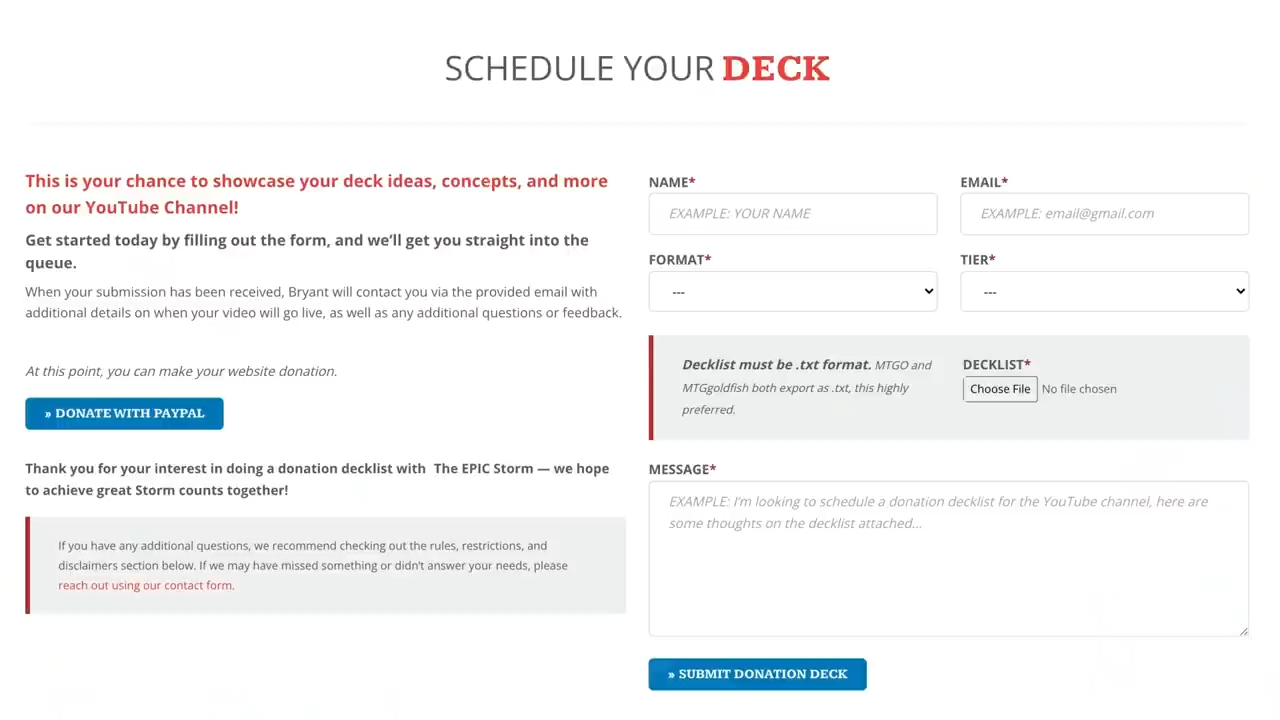 SCHEDULE YOUR DECK
This is your chance to showcase your deck ideas, concepts, and more
on our YouTube Channel!
Get started today by filling out the form, and we'll get you straight into the
queue.
When your submission has been received, Bryant will contact you via the provided email with
additional details on when your video will go live, as well as any additional questions or feedback.
At this point, you can make your website donation.
» DONATE WITH PAYPAL
Thank you for your interest in doing a donation decklist with The EPIC Storm — we hope
to achieve great Storm counts together!
If you have any additional questions, we recommend checking out the rules, restrictions, and
disclaimers section below. If we may have missed something or didn't answer your needs, please
reach out using our contact form.
NAME*
EXAMPLE: YOUR NAME
EMAIL*
EXAMPLE: email@gmail.com
FORMAT*
---
TIER*
---
Decklist must be .txt format. MTGO and
MTGgoldfish both export as .txt, this highly
preferred.
DECKLIST*
Choose File No file chosen
MESSAGE*
EXAMPLE: I'm looking to schedule a donation decklist for the YouTube channel, here are
some thoughts on the decklist attached...
» SUBMIT DONATION DECK